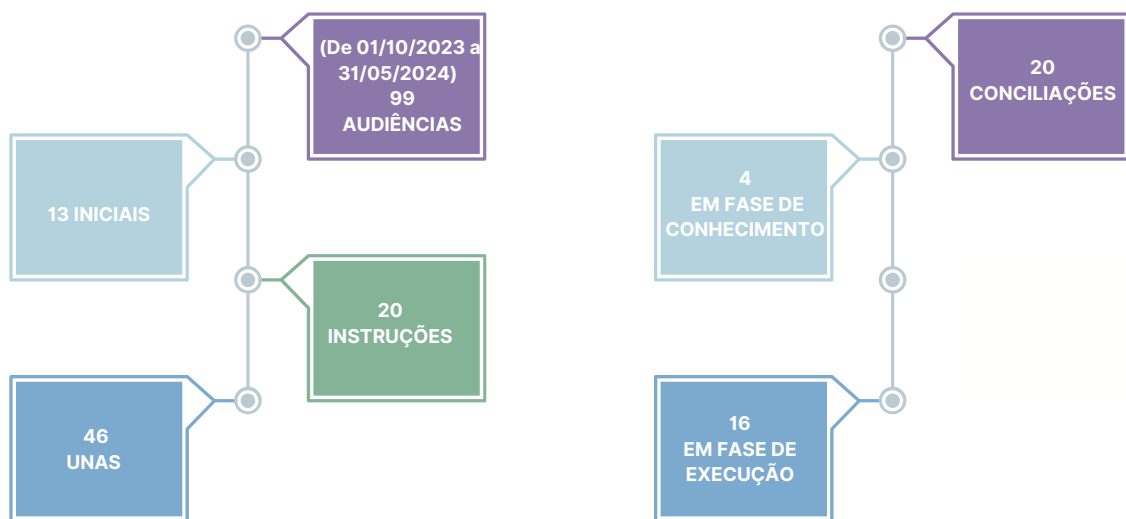 (De 01/10/2023 a
31/05/2024)
99
AUDIÊNCIAS
13 INICIAIS
20
INSTRUÇÕES
46
UNAS
20
CONCILIAÇÕES
4
EM FASE DE
CONHECIMENTO
16
EM FASE DE
EXECUÇÃO